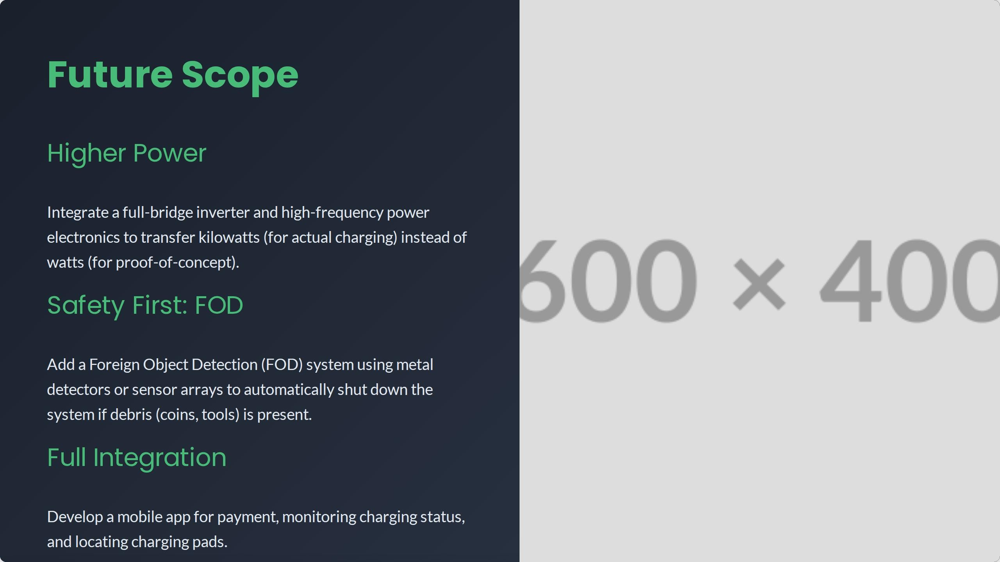 Future Scope
Higher Power
Integrate a full-bridge inverter and high-frequency power
electronics to transfer kilowatts (for actual charging) instead of
watts (for proof-of-concept).
Safety First: FOD
Add a Foreign Object Detection (FOD) system using metal
detectors or sensor arrays to automatically shut down the
system if debris (coins, tools) is present.
Full Integration
Develop a mobile app for payment, monitoring charging status,
and locating charging pads.
600 × 400